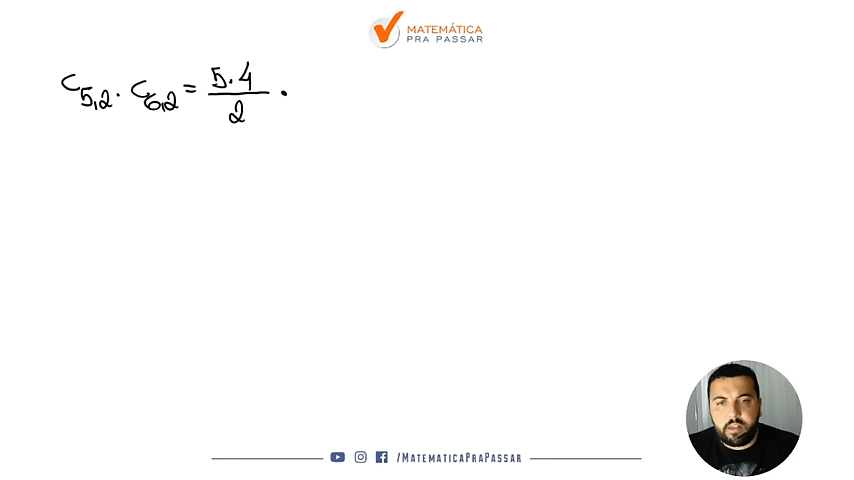 MATEMÁTICA
PRA PASSAR
C5,2 . C6,2 = 5.4/2 .
/MATEMATICAPRAPASSAR